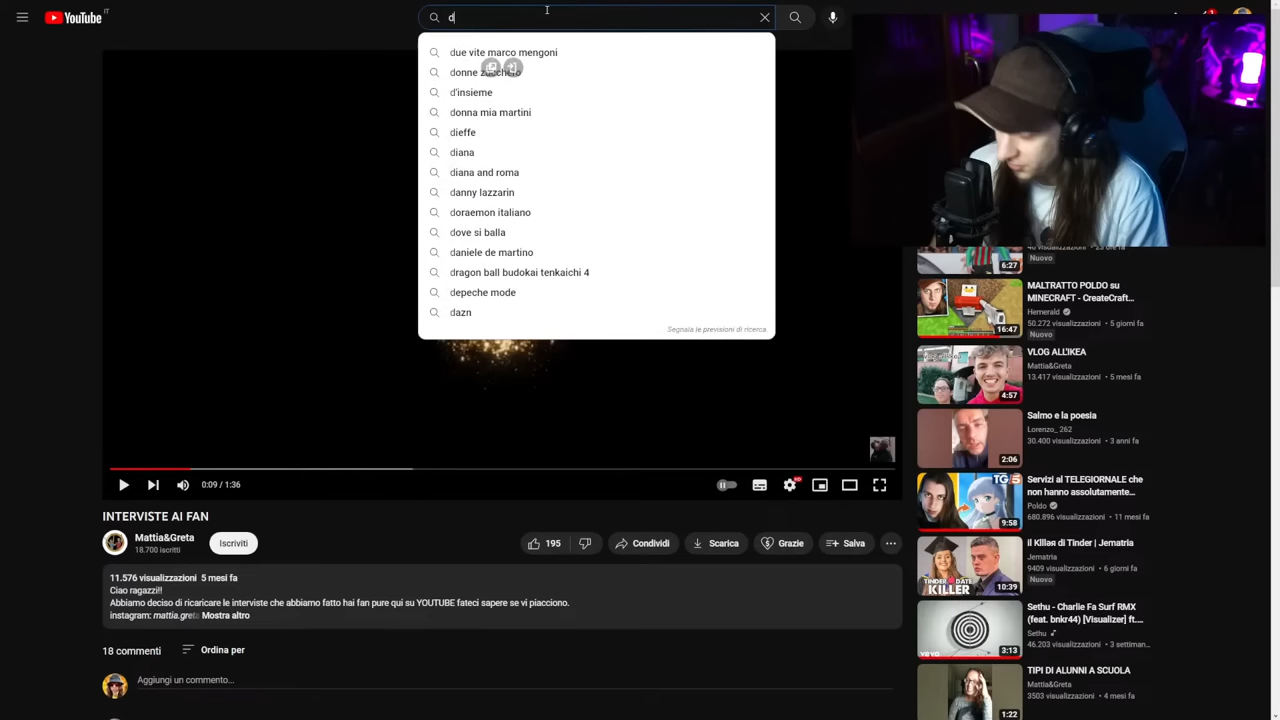 YouTube IT
d
due vite marco mengoni
donne zucchero
d'insieme
donna mia martini
dieffe
diana
diana and roma
danny lazzarin
doraemon italiano
dove si balla
daniele de martino
dragon ball budokai tenkaichi 4
depeche mode
dazn
Segnala le previsioni di ricerca
0:09 / 1:36
INTERVISTE AI FAN
Mattia&Greta
18.700 iscritti
Iscriviti
195
Condividi
Scarica
Grazie
Salva
11.576 visualizzazioni 5 mesi fa
Ciao ragazzi!!
Abbiamo deciso di ricaricare le interviste che abbiamo fatto hai fan pure qui su YOUTUBE fateci sapere se vi piacciono.
instagram: mattia.greta Mostra altro
18 commenti
Ordina per
Aggiungi un commento...
Nuovo
6:27
MALTRATTO POLDO su
MINECRAFT - CreateCraft...
Hemerald
50.272 visualizzazioni • 5 giorni fa
Nuovo
16:47
VLOG ALL'IKEA
Mattia&Greta
13.417 visualizzazioni • 5 mesi fa
4:57
Salmo e la poesia
Lorenzo_ 262
30.400 visualizzazioni • 3 anni fa
2:06
Servizi al TELEGIORNALE che
non hanno assolutamente...
Poldo
680.896 visualizzazioni • 11 mesi fa
TG5
9:58
il Killer di Tinder | Jematria
Jematria
9409 visualizzazioni • 6 giorni fa
Nuovo
TINDER DATE
KILLER
10:39
Sethu - Charlie Fa Surf RMX
(feat. bnkr44) [Visualizer] ft....
Sethu
46.203 visualizzazioni • 3 settiman...
vevo
3:13
TIPI DI ALUNNI A SCUOLA
Mattia&Greta
3503 visualizzazioni • 4 mesi fa
1:22